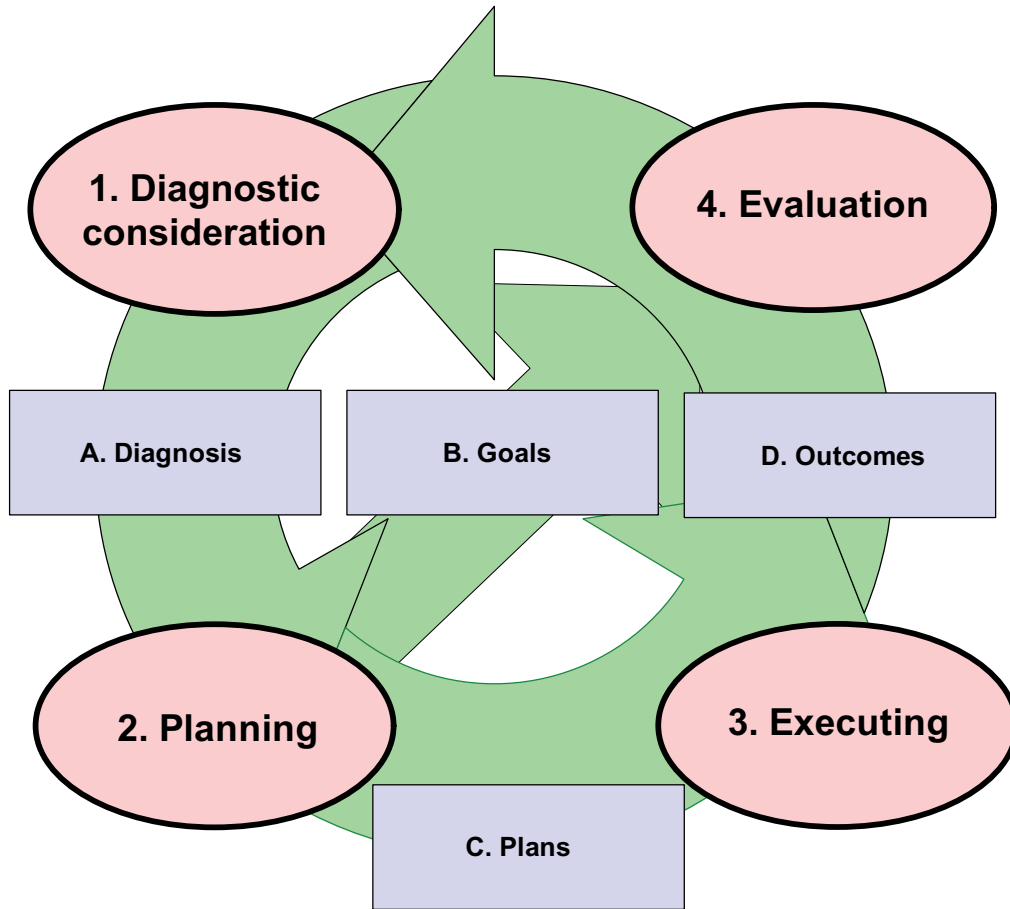 1. Diagnostic
consideration
4. Evaluation
A. Diagnosis
B. Goals
D. Outcomes
2. Planning
3. Executing
C. Plans